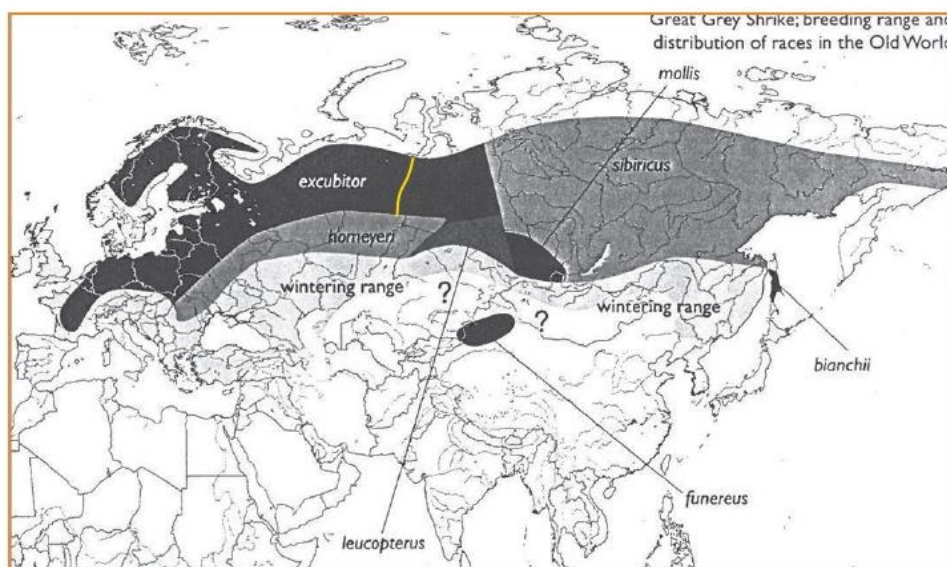 Great Grey Shrike; breeding range and
distribution of races in the Old World
mollis
sibiricus
excubitor
homeyeri
wintering range
?
?
wintering range
bianchii
funereus
leucopterus